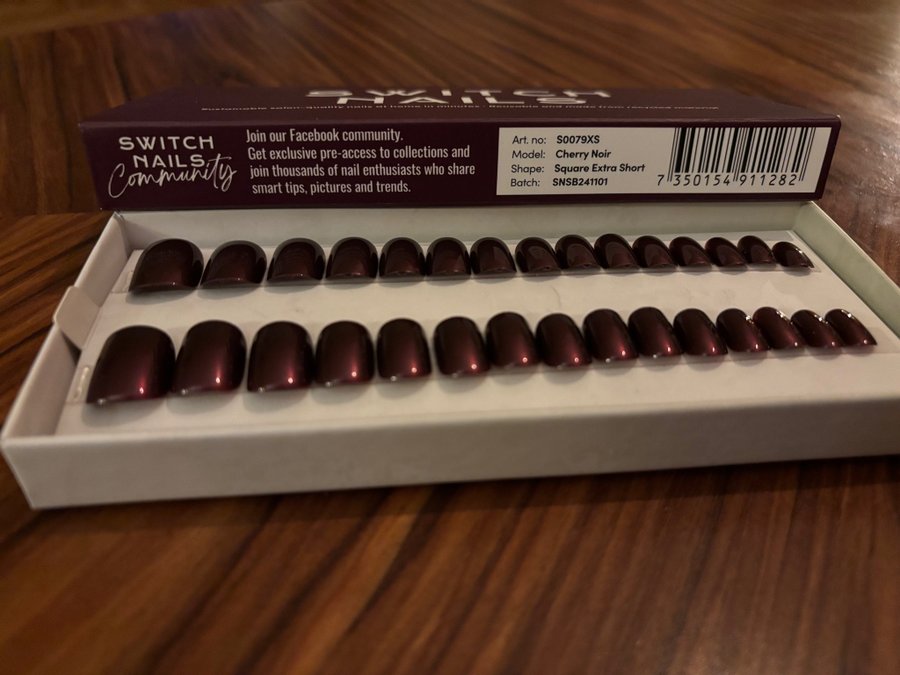 SWITCH
NAILS
SWITCH
NAILS
Community
Join our Facebook community.
Get exclusive pre-access to collections and
join thousands of nail enthusiasts who share
smart tips, pictures and trends.
Art. no: S0079XS
Model: Cherry Noir
Shape: Square Extra Short
Batch: SNSB241101
7 350154 911282